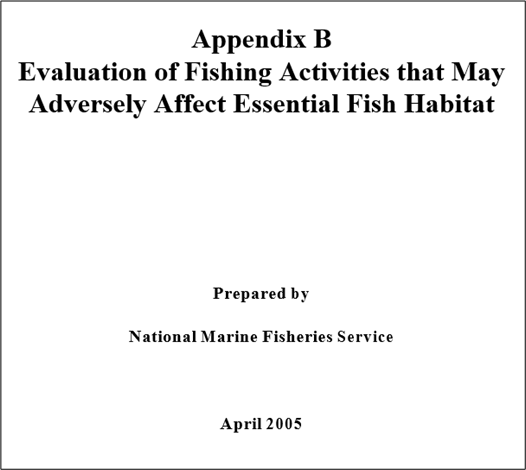 Appendix B
Evaluation of Fishing Activities that May
Adversely Affect Essential Fish Habitat
Prepared by
National Marine Fisheries Service
April 2005